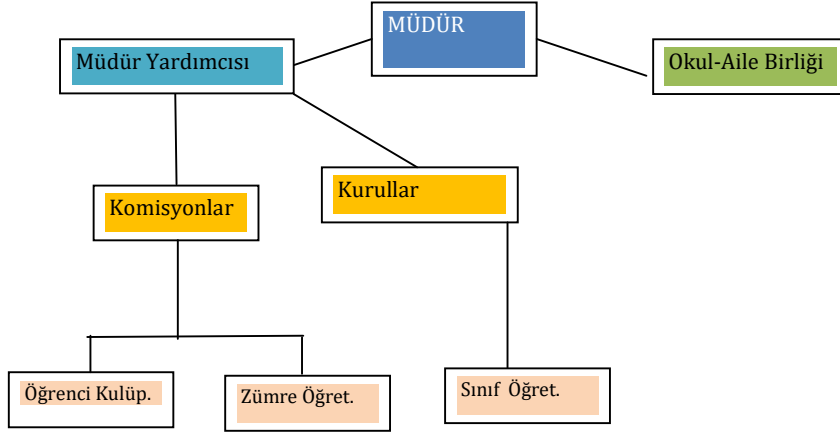 MÜDÜR
Müdür Yardımcısı
Okul-Aile Birliği
Komisyonlar
Kurullar
Öğrenci Kulüp.
Zümre Öğret.
Sınıf Öğret.